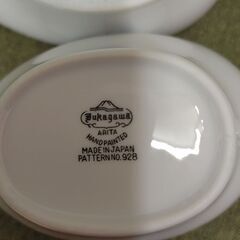 Fukagawa
ARITA
HAND PAINTED
MADE IN JAPAN
PATTERN NO. 928